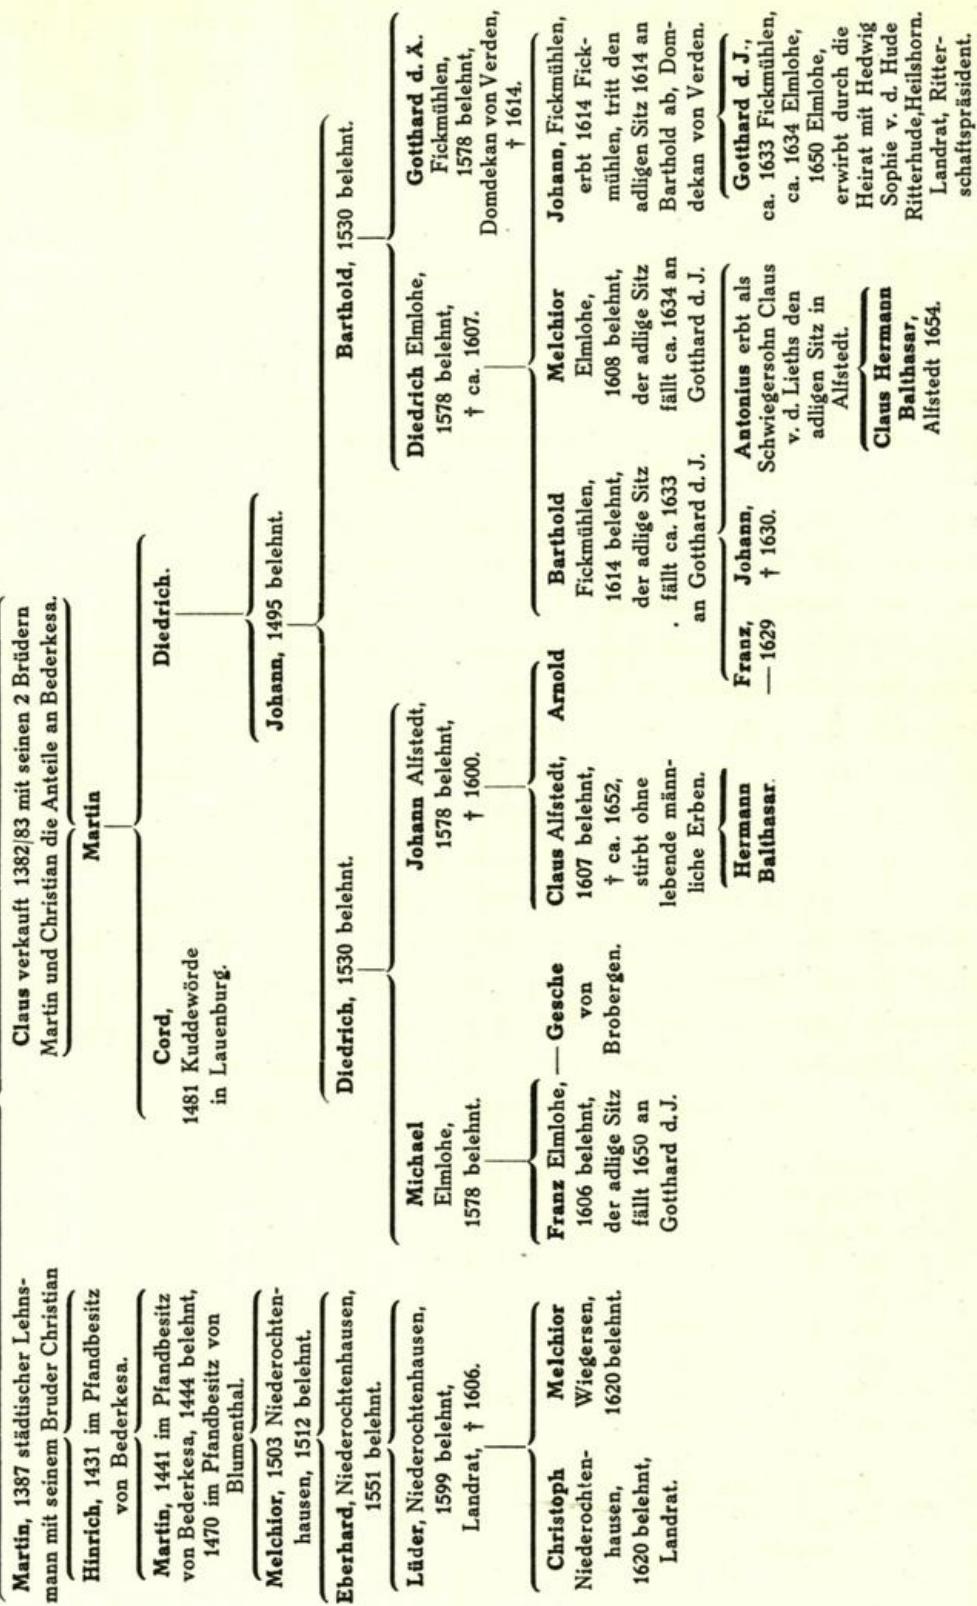 Martin, 1387 städtischer Lehns-
mann mit seinem Bruder Christian
Hinrich, 1431 im Pfandbesitz
von Bederkesa.
Martin, 1441 im Pfandbesitz
von Bederkesa, 1444 belehnt,
1470 im Pfandbesitz von
Blumenthal.
Melchior, 1503 Niederochten-
hausen, 1512 belehnt.
Eberhard, Niederochtenhausen,
1551 belehnt.
Lüder, Niederochtenhausen,
1599 belehnt,
Landrat, † 1606.
Christoph
Niederochten-
hausen,
1620 belehnt,
Landrat.
Melchior
Wiegersen,
1620 belehnt.
Claus verkauft 1382/83 mit seinen 2 Brüdern
Martin und Christian die Anteile an Bederkesa.
Martin
Cord,
1481 Kuddewörde
in Lauenburg.
Diedrich.
Johann, 1495 belehnt.
Diedrich, 1530 belehnt.
Barthold, 1530 belehnt.
Michael
Elmlohe,
1578 belehnt.
Johann Alfstedt,
1578 belehnt,
† 1600.
Diedrich Elmlohe,
1578 belehnt,
† ca. 1607.
Gotthard d. Ä.
Fickmühlen,
1578 belehnt,
Domdekan von Verden,
† 1614.
Franz Elmlohe,
1606 belehnt,
der adlige Sitz
fällt 1650 an
Gotthard d. J.
— Gesche
von
Brobergen.
Claus Alfstedt,
1607 belehnt,
† ca. 1652,
stirbt ohne
lebende männ-
liche Erben.
Arnold
Barthold
Fickmühlen,
1614 belehnt,
der adlige Sitz
fällt ca. 1633
an Gotthard d. J.
Melchior
Elmlohe,
1608 belehnt,
der adlige Sitz
fällt ca. 1634 an
Gotthard d. J.
Johann, Fickmühlen,
erbt 1614 Fick-
mühlen, tritt den
adligen Sitz 1614 an
Barthold ab, Dom-
dekan von Verden.
Hermann
Balthasar.
Franz,
— 1629
Johann,
† 1630.
Antonius erbt als
Schwiegersohn Claus
v. d. Lieths den
adligen Sitz in
Alfstedt.
Gotthard d. J.,
ca. 1633 Fickmühlen,
ca. 1634 Elmlohe,
1650 Elmlohe,
erwirbt durch die
Heirat mit Hedwig
Sophie v. d. Hude
Ritterhude, Heilshorn.
Landrat, Ritter-
schaftspräsident.
Claus Hermann
Balthasar,
Alfstedt 1654.